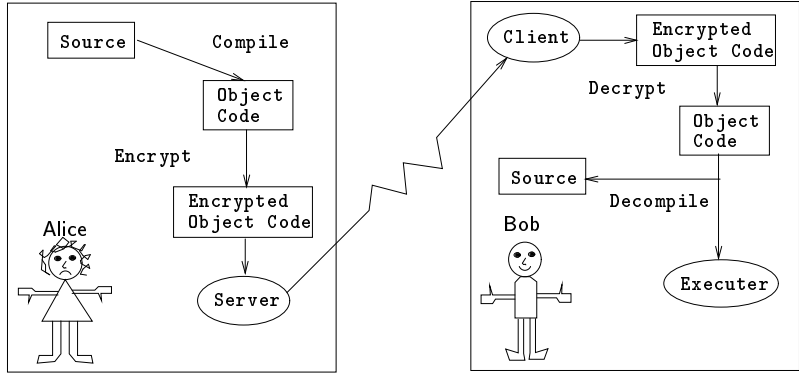 Source
Compile
Object
Code
Encrypt
Encrypted
Object Code
Alice
Server
Client
Encrypted
Object Code
Decrypt
Object
Code
Source
Decompile
Bob
Executer